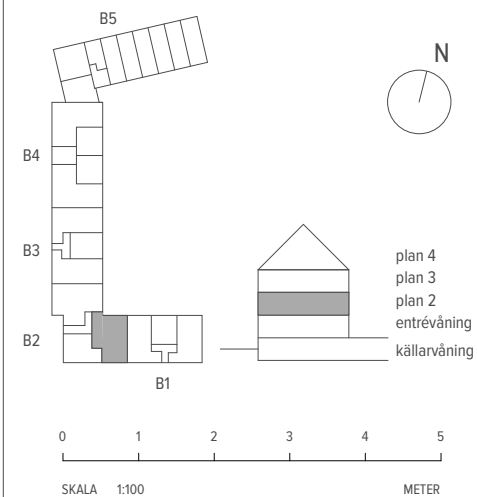 B5
N
B4
B3
B2
B1
plan 4
plan 3
plan 2
entrévåning
källarvåning
0 1 2 3 4 5
SKALA 1:100 METER